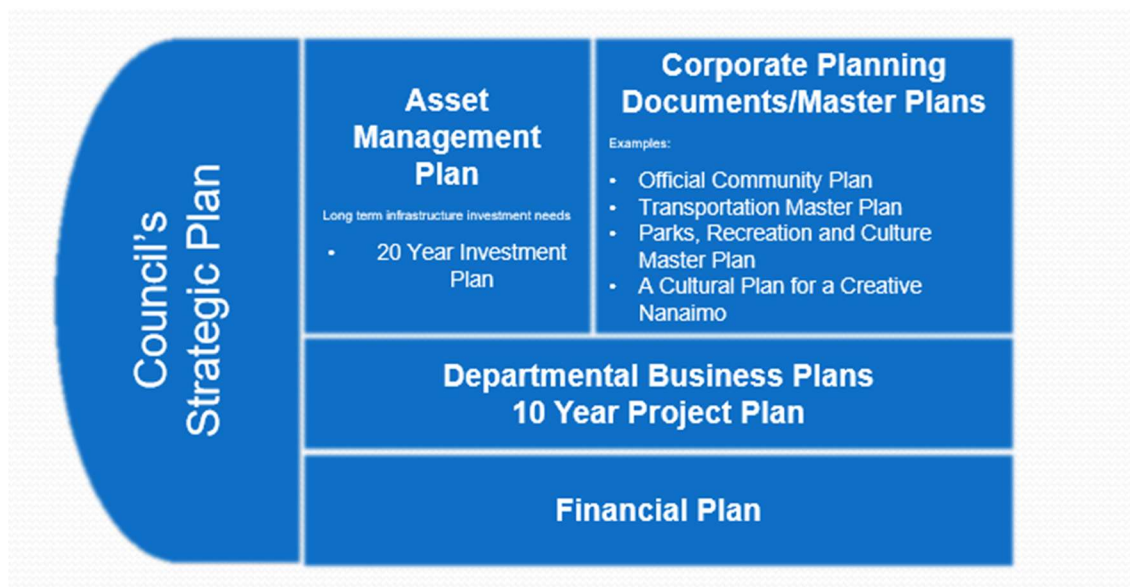 Council's
Strategic Plan
Asset
Management
Plan
Long term infrastructure investment needs
• 20 Year Investment
Plan
Corporate Planning
Documents/Master Plans
Examples:
• Official Community Plan
• Transportation Master Plan
• Parks, Recreation and Culture
Master Plan
• A Cultural Plan for a Creative
Nanaimo
Departmental Business Plans
10 Year Project Plan
Financial Plan